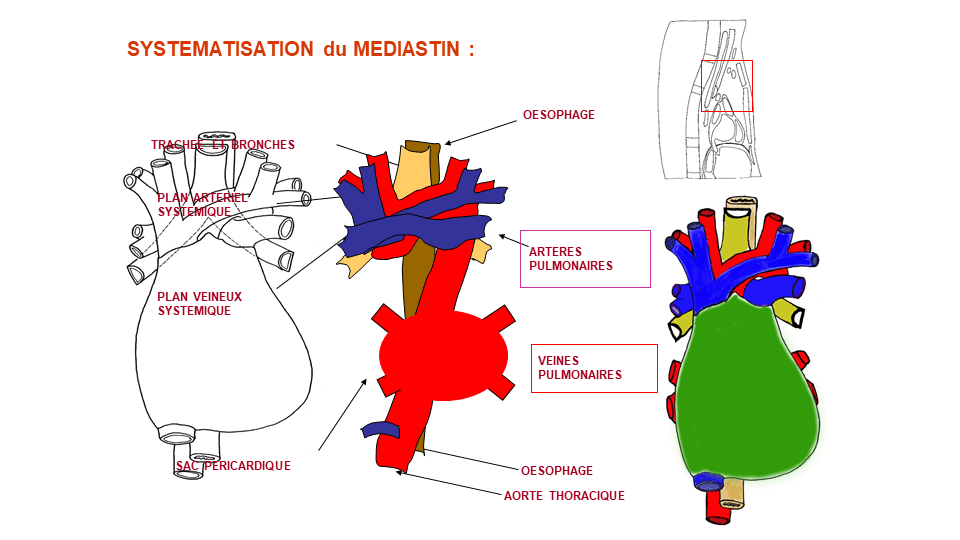 SYSTEMATISATION du MEDIASTIN :
OESOPHAGE
TRACHEE ET BRONCHES
PLAN ARTERIEL
SYSTEMIQUE
ARTERES
PULMONAIRES
PLAN VEINEUX
SYSTEMIQUE
VEINES
PULMONAIRES
SAC PERICARDIQUE
OESOPHAGE
AORTE THORACIQUE